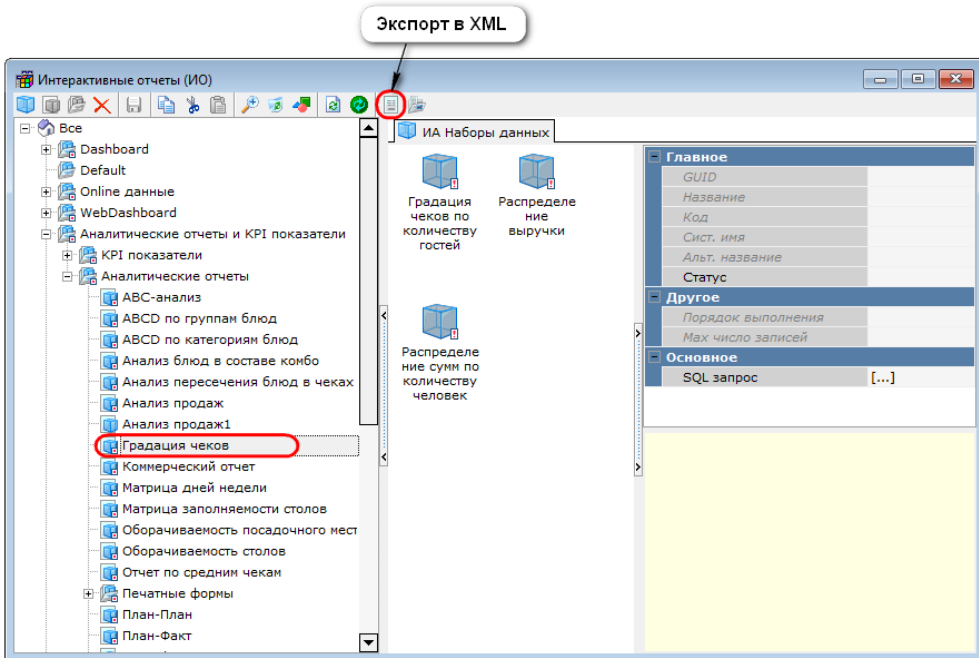 Экспорт в XML
Интерактивные отчеты (ИО)
Все
Dashboard
Default
Online данные
WebDashboard
Аналитические отчеты и KPI показатели
KPI показатели
Аналитические отчеты
ABC-анализ
ABCD по группам блюд
ABCD по категориям блюд
Анализ блюд в составе комбо
Анализ пересечения блюд в чеках
Анализ продаж
Анализ продаж1
Градация чеков
Коммерческий отчет
Матрица дней недели
Матрица заполняемости столов
Оборачиваемость посадочного мест
Оборачиваемость столов
Отчет по средним чекам
Печатные формы
План-План
План-Факт
ИА Наборы данных
Градация
чеков по
количеству
гостей
Распределе
ние
выручки
Распределе
ние сумм по
количеству
человек
Главное
GUID
Название
Код
Сист. имя
Альт. название
Статус
Другое
Порядок выполнения
Max число записей
Основное
SQL запрос [...]